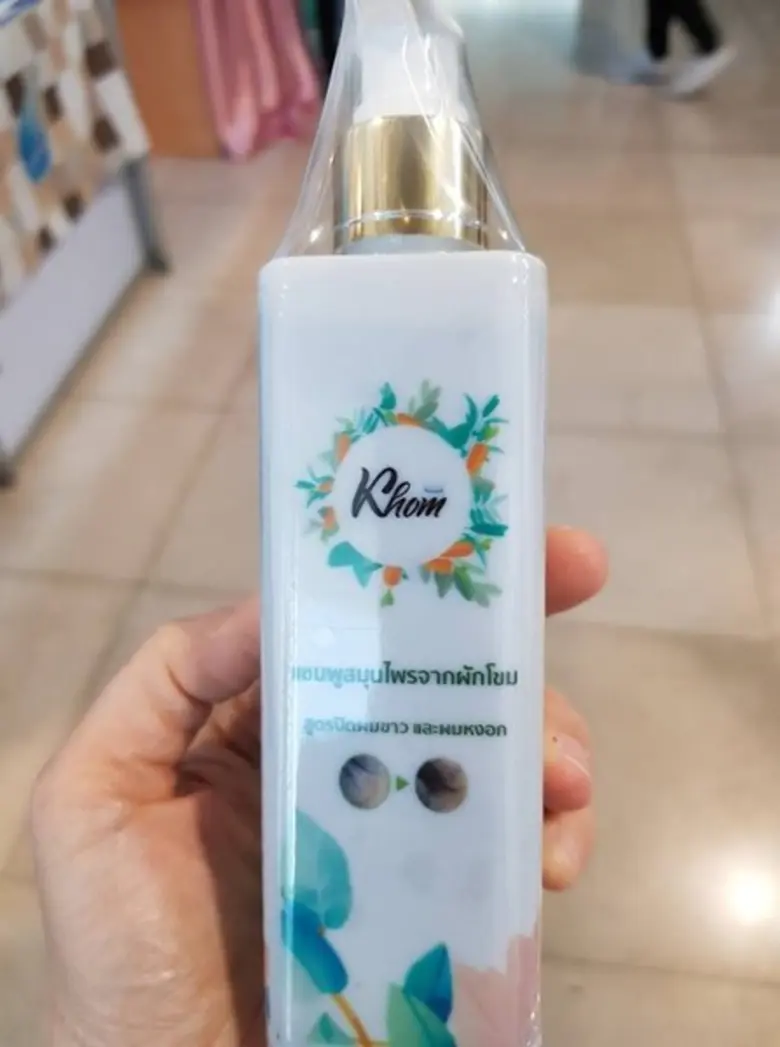 Khom
แชมพูสมุนไพรจากผักโขม
สูตรปิดผมขาว และผมหงอก